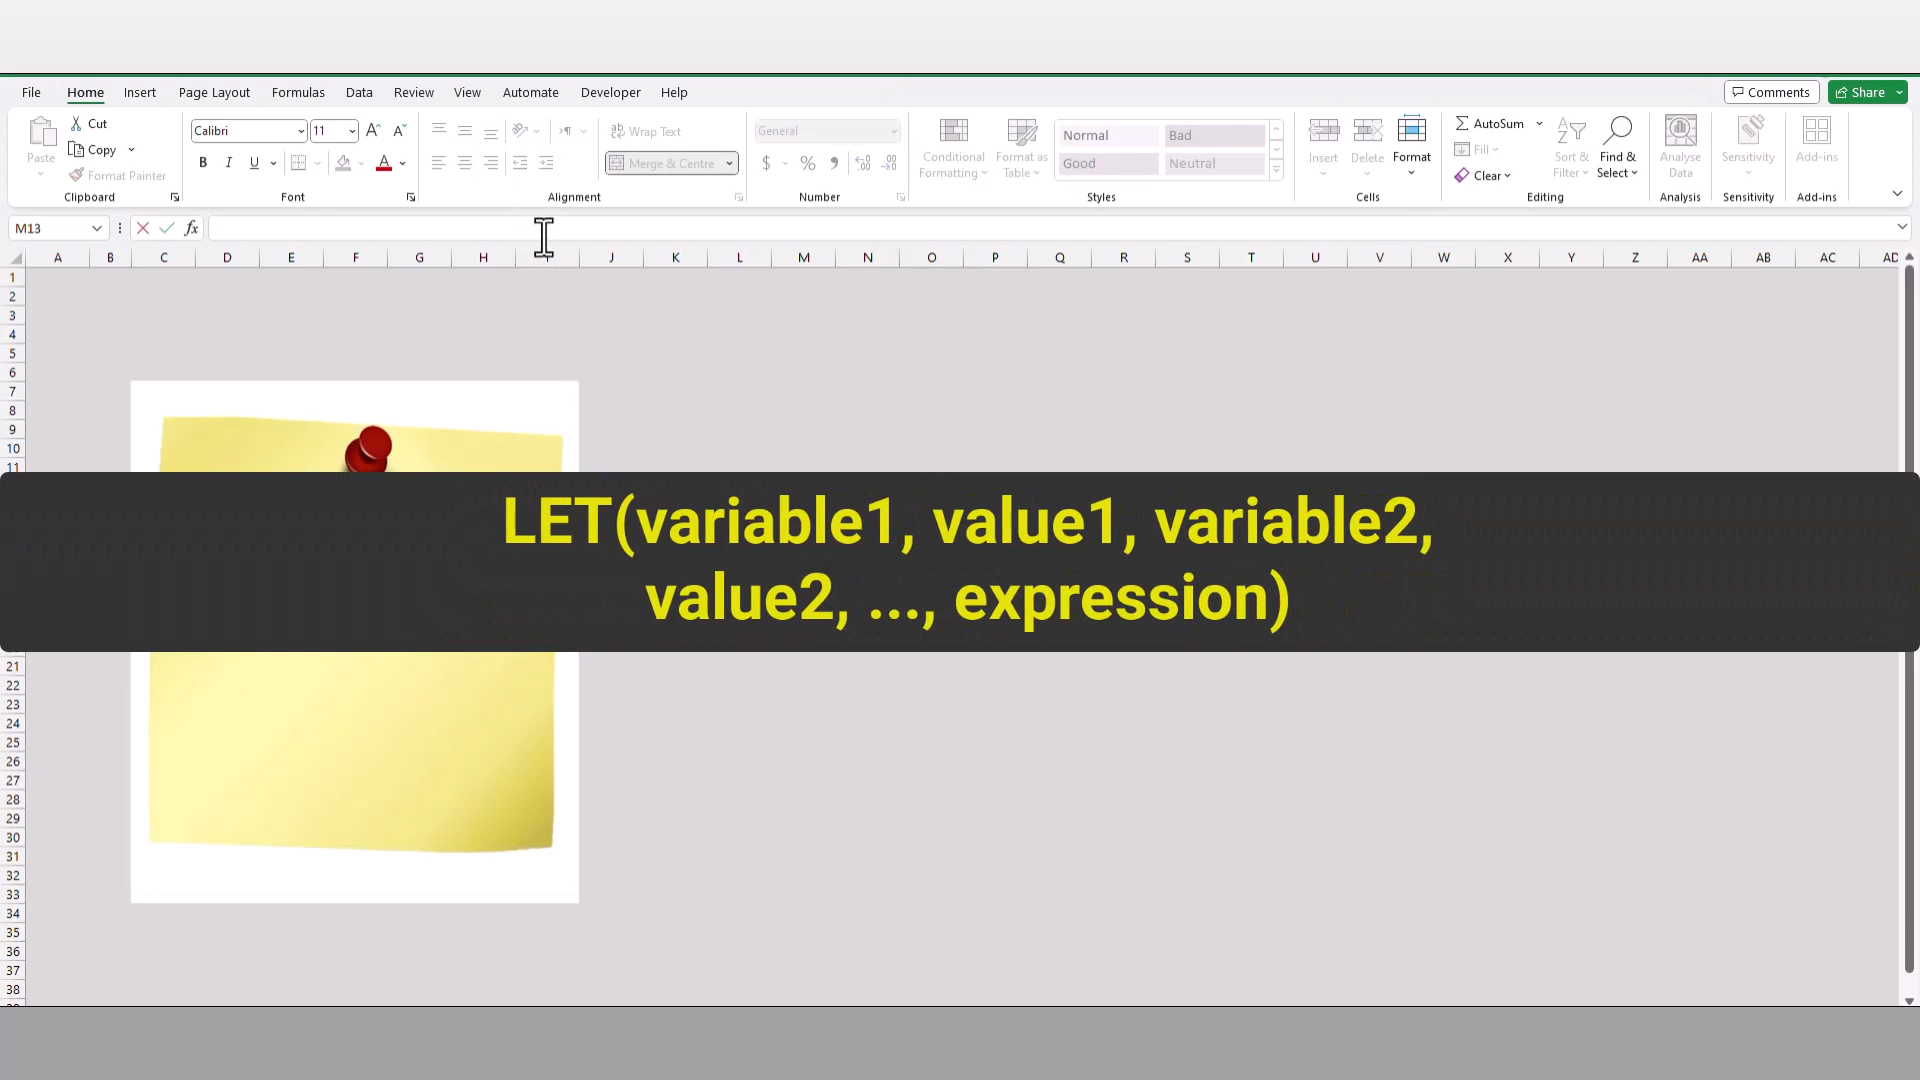 File Home Insert Page Layout Formulas Data Review View Automate Developer Help Comments Share
Cut
Copy
Format Painter
Paste
Clipboard
Calibri 11
B I U A
Font
Wrap Text
Merge & Centre
Alignment
General
$ % 9
Number
Conditional Formatting
Format as Table
Normal Bad
Good Neutral
Styles
Insert Delete Format
Cells
AutoSum
Fill
Clear
Sort & Filter
Find & Select
Editing
Analyse Data
Analysis
Sensitivity
Sensitivity
Add-ins
Add-ins
M13 fx
A B C D E F G H I J K L M N O P Q R S T U V W X Y Z AA AB AC AD
1
2
3
4
5
6
7
8
9
10
11
LET(variable1, value1, variable2,
value2, ..., expression)
21
22
23
24
25
26
27
28
29
30
31
32
33
34
35
36
37
38